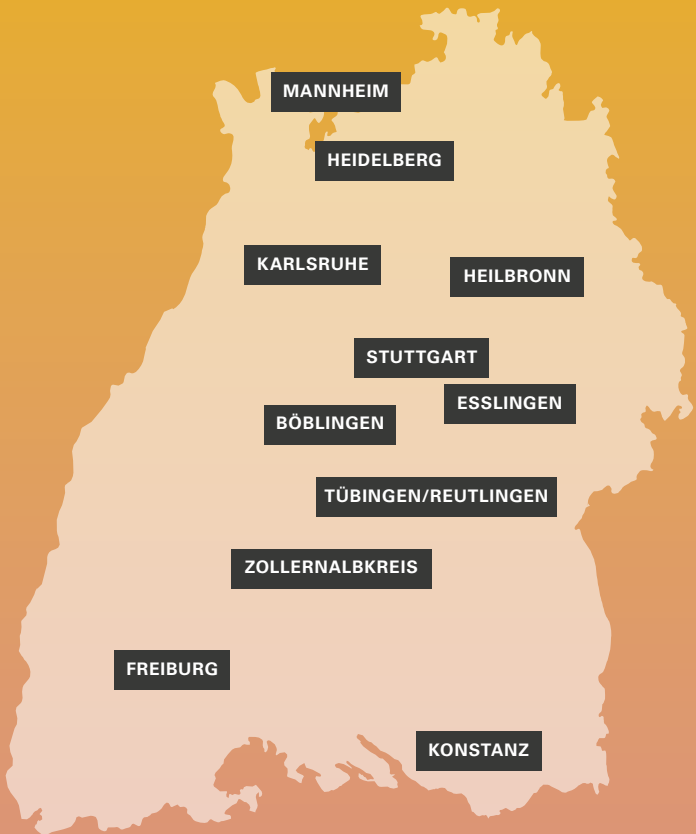 MANNHEIM
HEIDELBERG
KARLSRUHE
HEILBRONN
STUTTGART
ESSLINGEN
BÖBLINGEN
TÜBINGEN/REUTLINGEN
ZOLLERNALBKREIS
FREIBURG
KONSTANZ